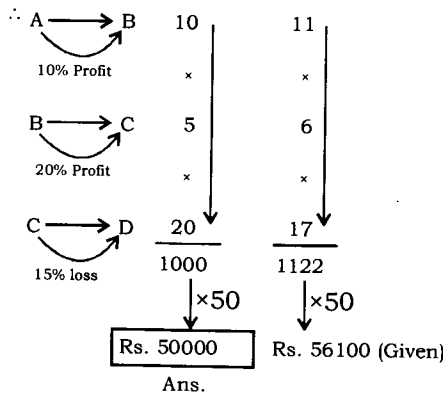 ∴ A B 10 11
10% Profit
× ×
B C 5 6
20% Profit
× ×
C D 20 17
15% loss
1000 1122
×50 ×50
Rs. 50000 Rs. 56100 (Given)
Ans.